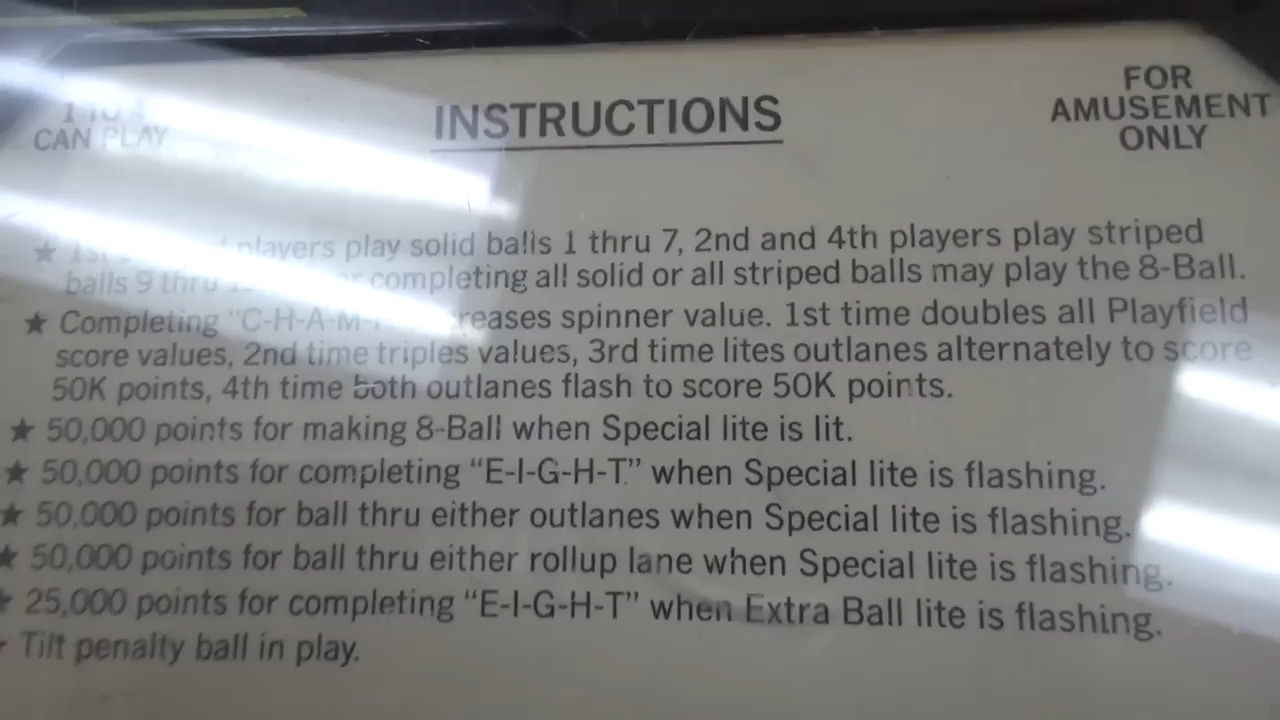 CAN PLAY
INSTRUCTIONS
FOR
AMUSEMENT
ONLY
★ 1st players play solid balls 1 thru 7, 2nd and 4th players play striped
balls 9 thru completing all solid or all striped balls may play the 8-Ball.
★ Completing spinner value. 1st time doubles all Playfield
score values, 2nd time triples values, 3rd time lites outlanes alternately to score
50K points, 4th time both outlanes flash to score 50K points.
★ 50,000 points for making 8-Ball when Special lite is lit.
★ 50,000 points for completing “E-I-G-H-T” when Special lite is flashing.
★ 50,000 points for ball thru either outlanes when Special lite is flashing.
★ 50,000 points for ball thru either rollup lane when Special lite is flashing.
★ 25,000 points for completing “E-I-G-H-T” when Extra Ball lite is flashing.
★ Tilt penalty ball in play.